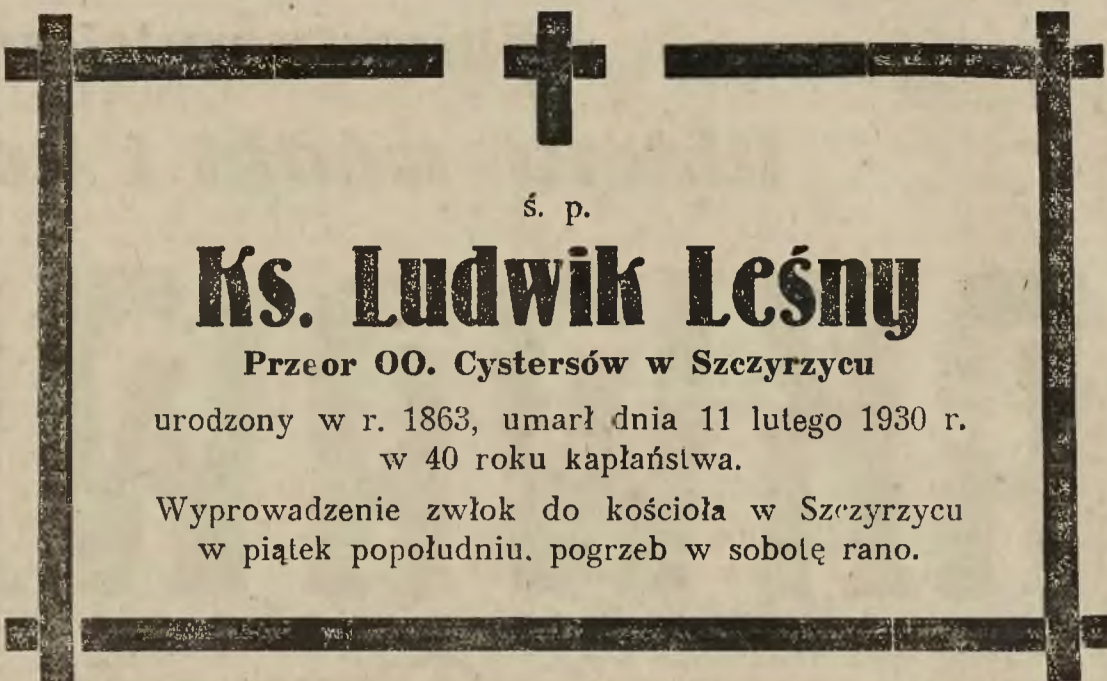 ś. p.
Ks. Ludwik Leśny
Przeor OO. Cystersów w Szczyrzycu
urodzony w r. 1863, umarł dnia 11 lutego 1930 r.
w 40 roku kapłaństwa.
Wyprowadzenie zwłok do kościoła w Szczyrzycu
w piątek popołudniu. pogrzeb w sobotę rano.